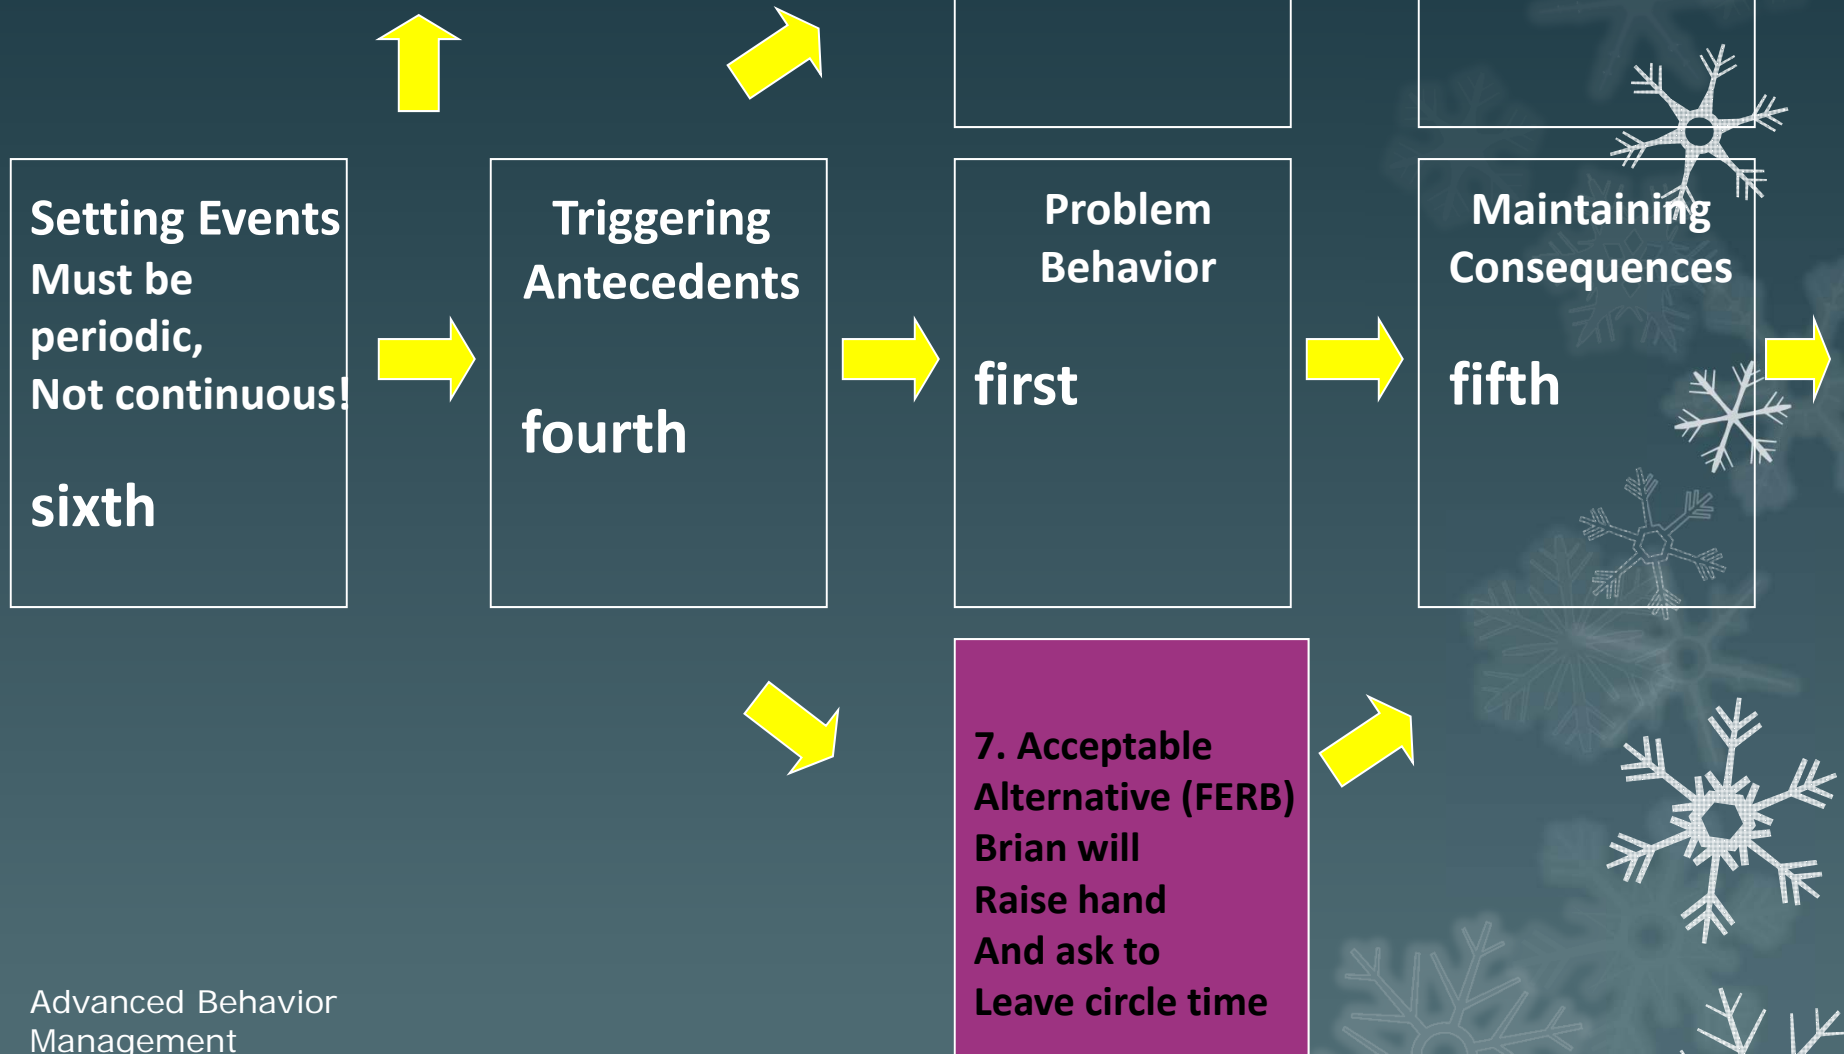 Setting Events
Must be
periodic,
Not continuous!
sixth
Triggering
Antecedents
fourth
Problem
Behavior
first
Maintaining
Consequences
fifth
7. Acceptable
Alternative (FERB)
Brian will
Raise hand
And ask to
Leave circle time
Advanced Behavior
Management